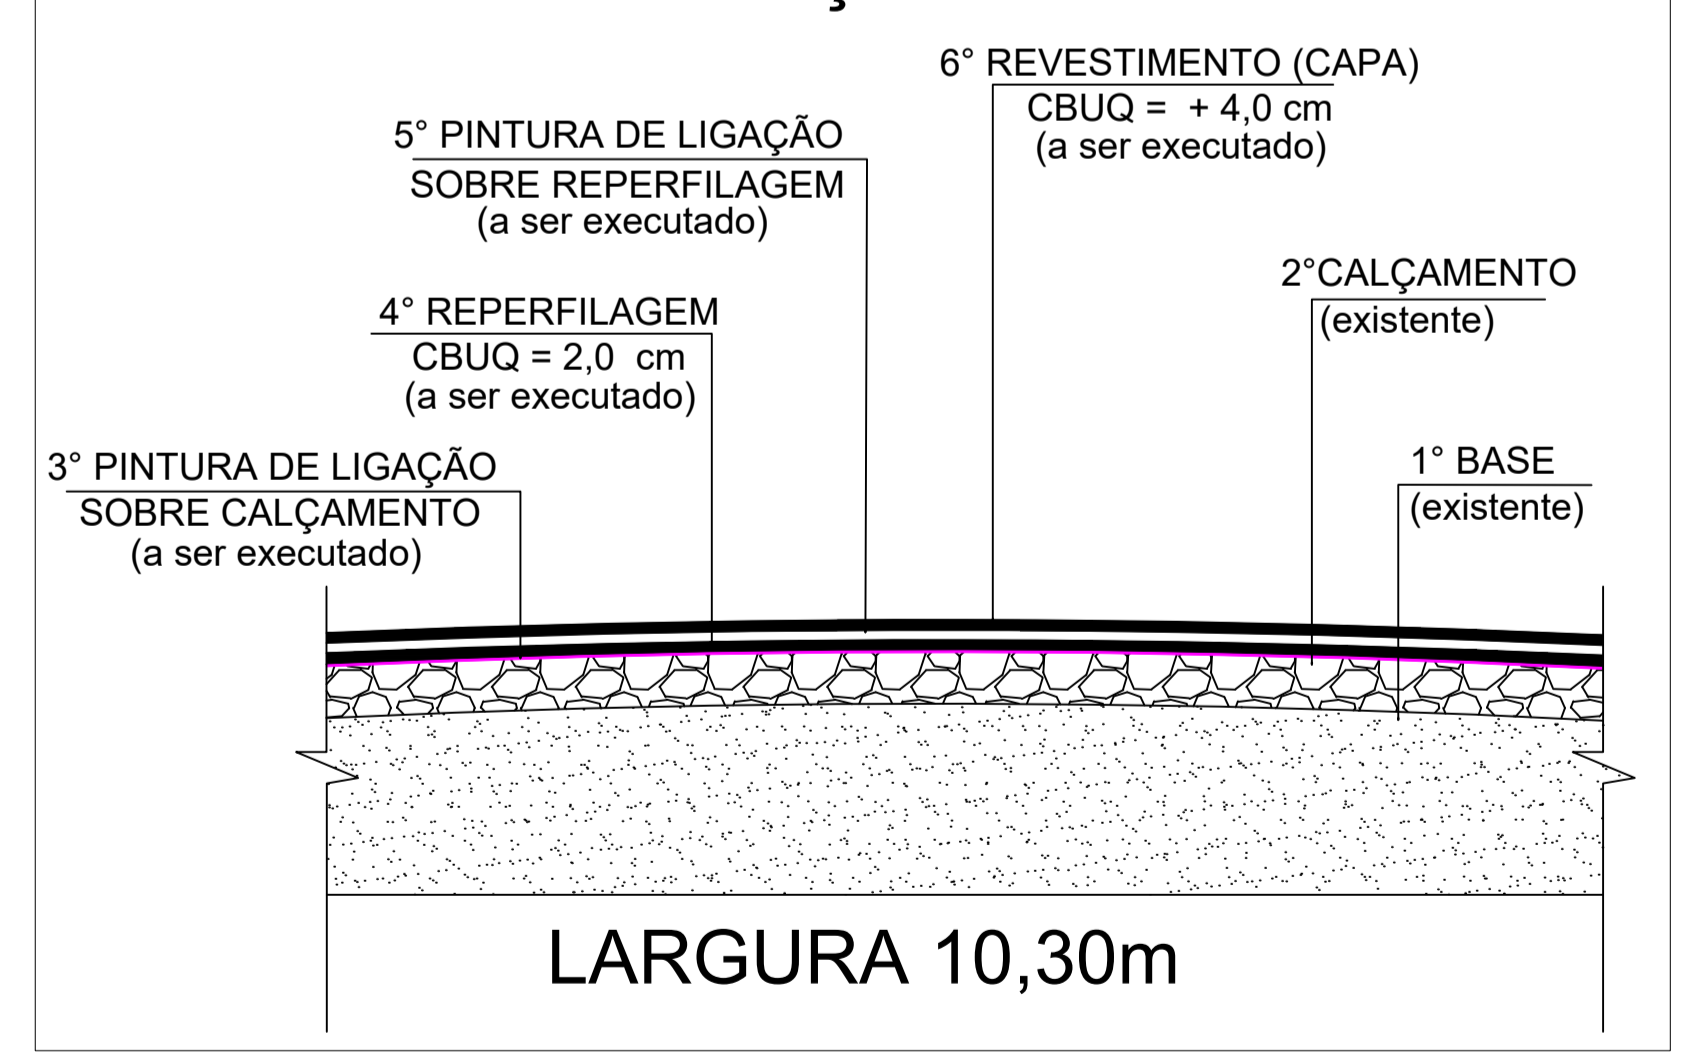 6° REVESTIMENTO (CAPA)
CBUQ = + 4,0 cm
(a ser executado)
5° PINTURA DE LIGAÇÃO
SOBRE REPERFILAGEM
(a ser executado)
2°CALÇAMENTO
(existente)
4° REPERFILAGEM
CBUQ = 2,0 cm
(a ser executado)
3° PINTURA DE LIGAÇÃO
SOBRE CALÇAMENTO
(a ser executado)
1° BASE
(existente)
LARGURA 10,30m